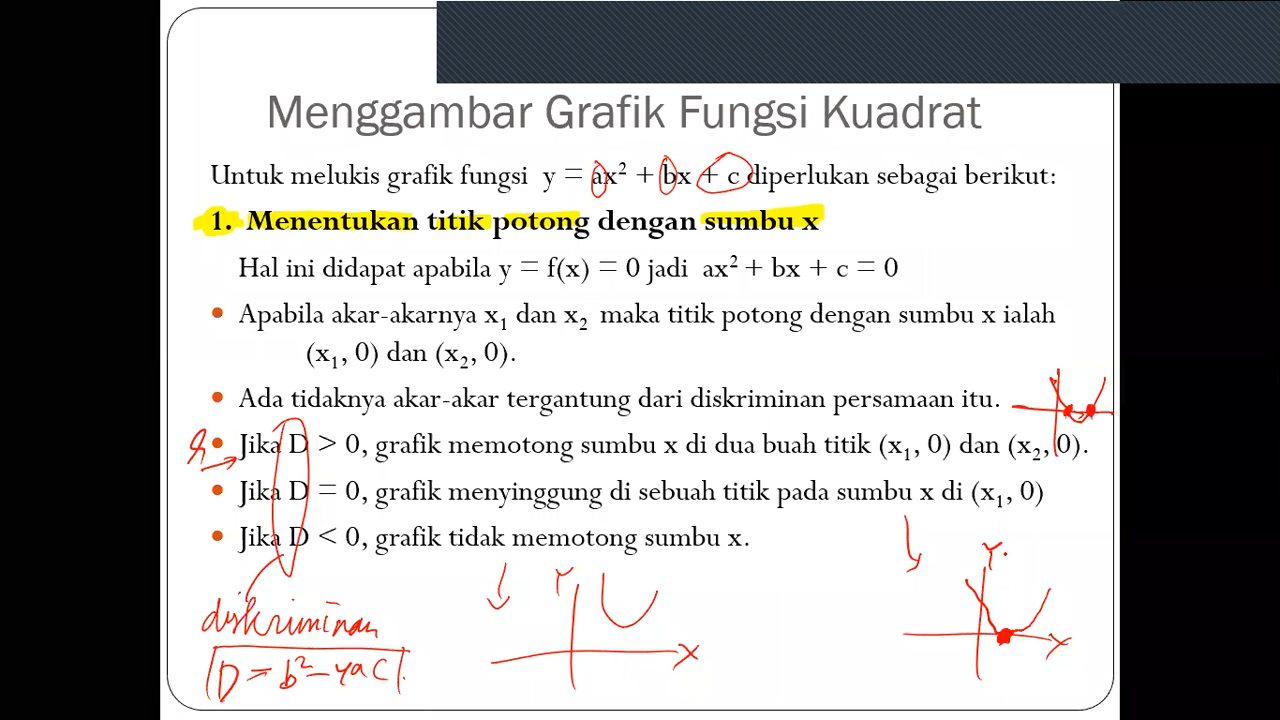 Menggambar Grafik Fungsi Kuadrat
Untuk melukis grafik fungsi y = ax² + bx + c diperlukan sebagai berikut:
1. Menentukan titik potong dengan sumbu x
Hal ini didapat apabila y = f(x) = 0 jadi ax² + bx + c = 0
• Apabila akar-akarnya x₁ dan x₂ maka titik potong dengan sumbu x ialah
(x₁, 0) dan (x₂, 0).
• Ada tidaknya akar-akar tergantung dari diskriminan persamaan itu.
• Jika D > 0, grafik memotong sumbu x di dua buah titik (x₁, 0) dan (x₂, 0).
• Jika D = 0, grafik menyinggung di sebuah titik pada sumbu x di (x₁, 0)
• Jika D < 0, grafik tidak memotong sumbu x.
diskriminan
D = b² - 4ac
Y
X
Y
X